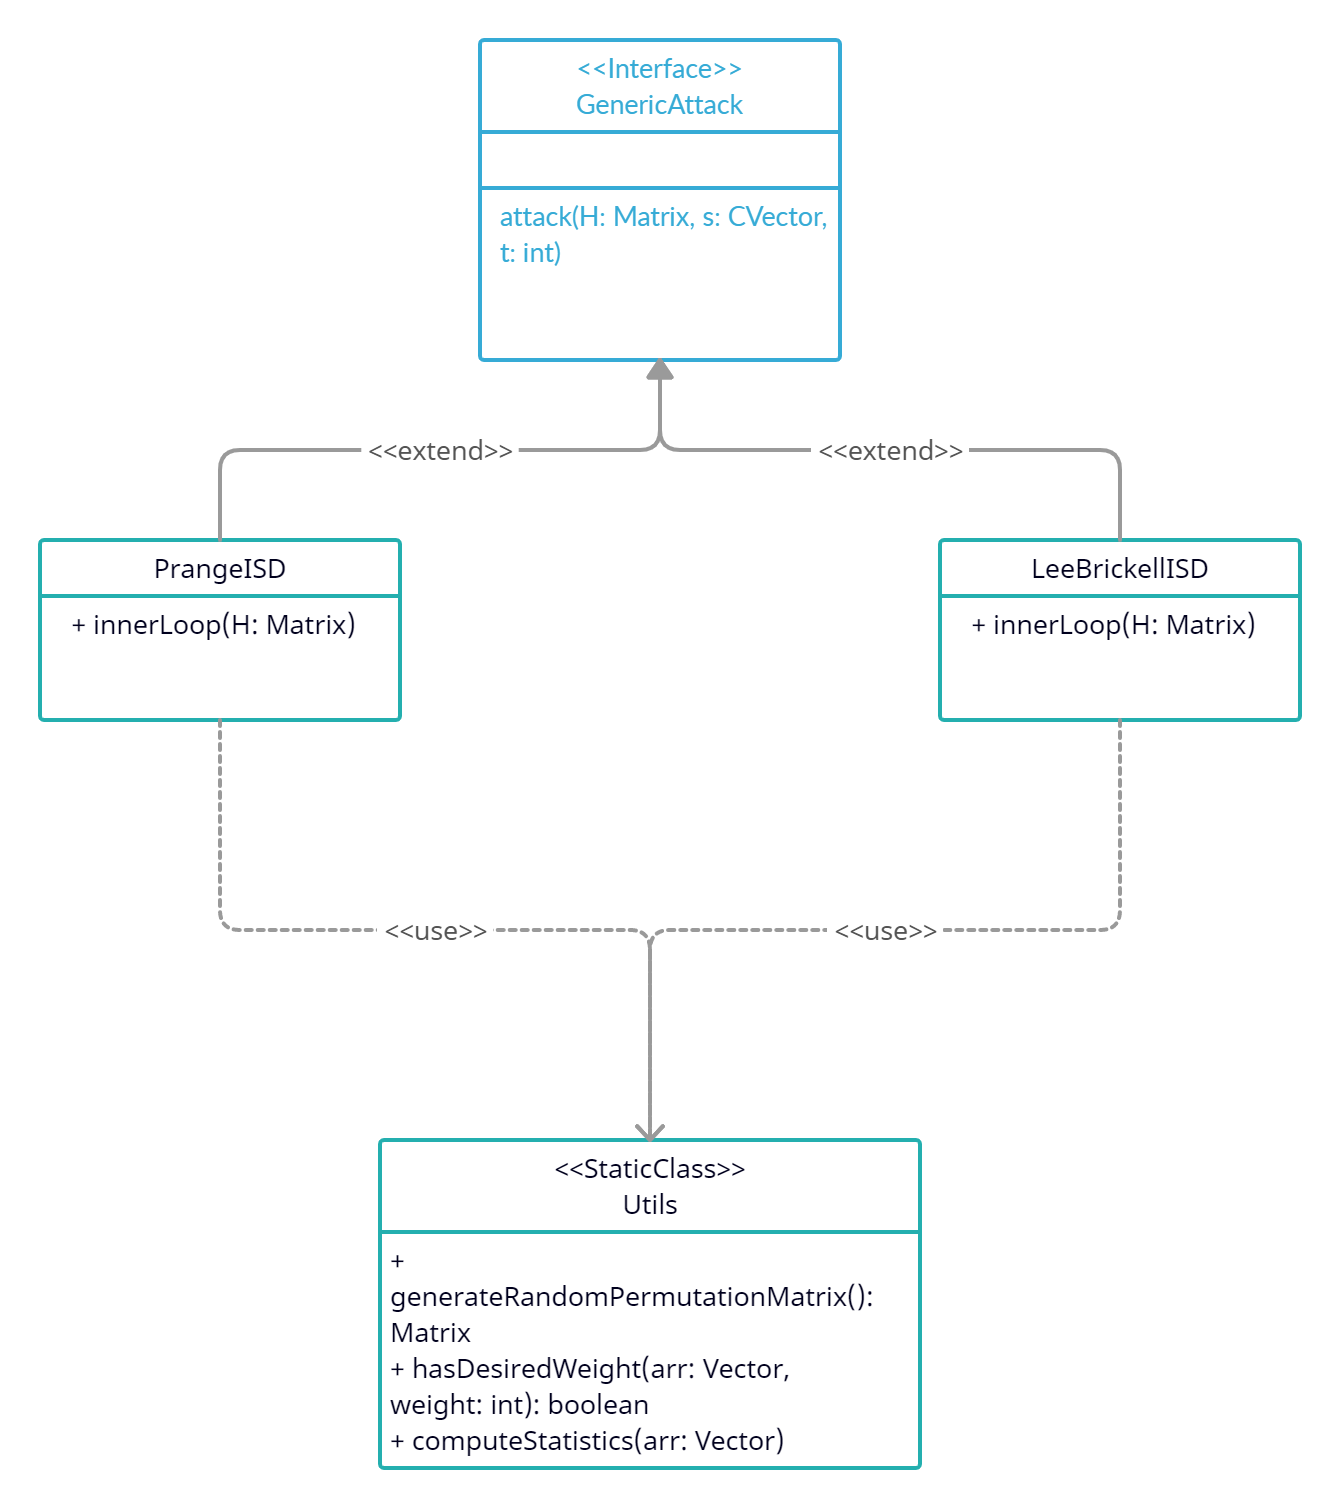 <<Interface>>
GenericAttack
attack(H: Matrix, s: CVector,
t: int)
<<extend>>
<<extend>>
PrangeISD
+ innerLoop(H: Matrix)
LeeBrickellISD
+ innerLoop(H: Matrix)
<<use>>
<<use>>
<<StaticClass>>
Utils
+
generateRandomPermutationMatrix():
Matrix
+ hasDesiredWeight(arr: Vector,
weight: int): boolean
+ computeStatistics(arr: Vector)